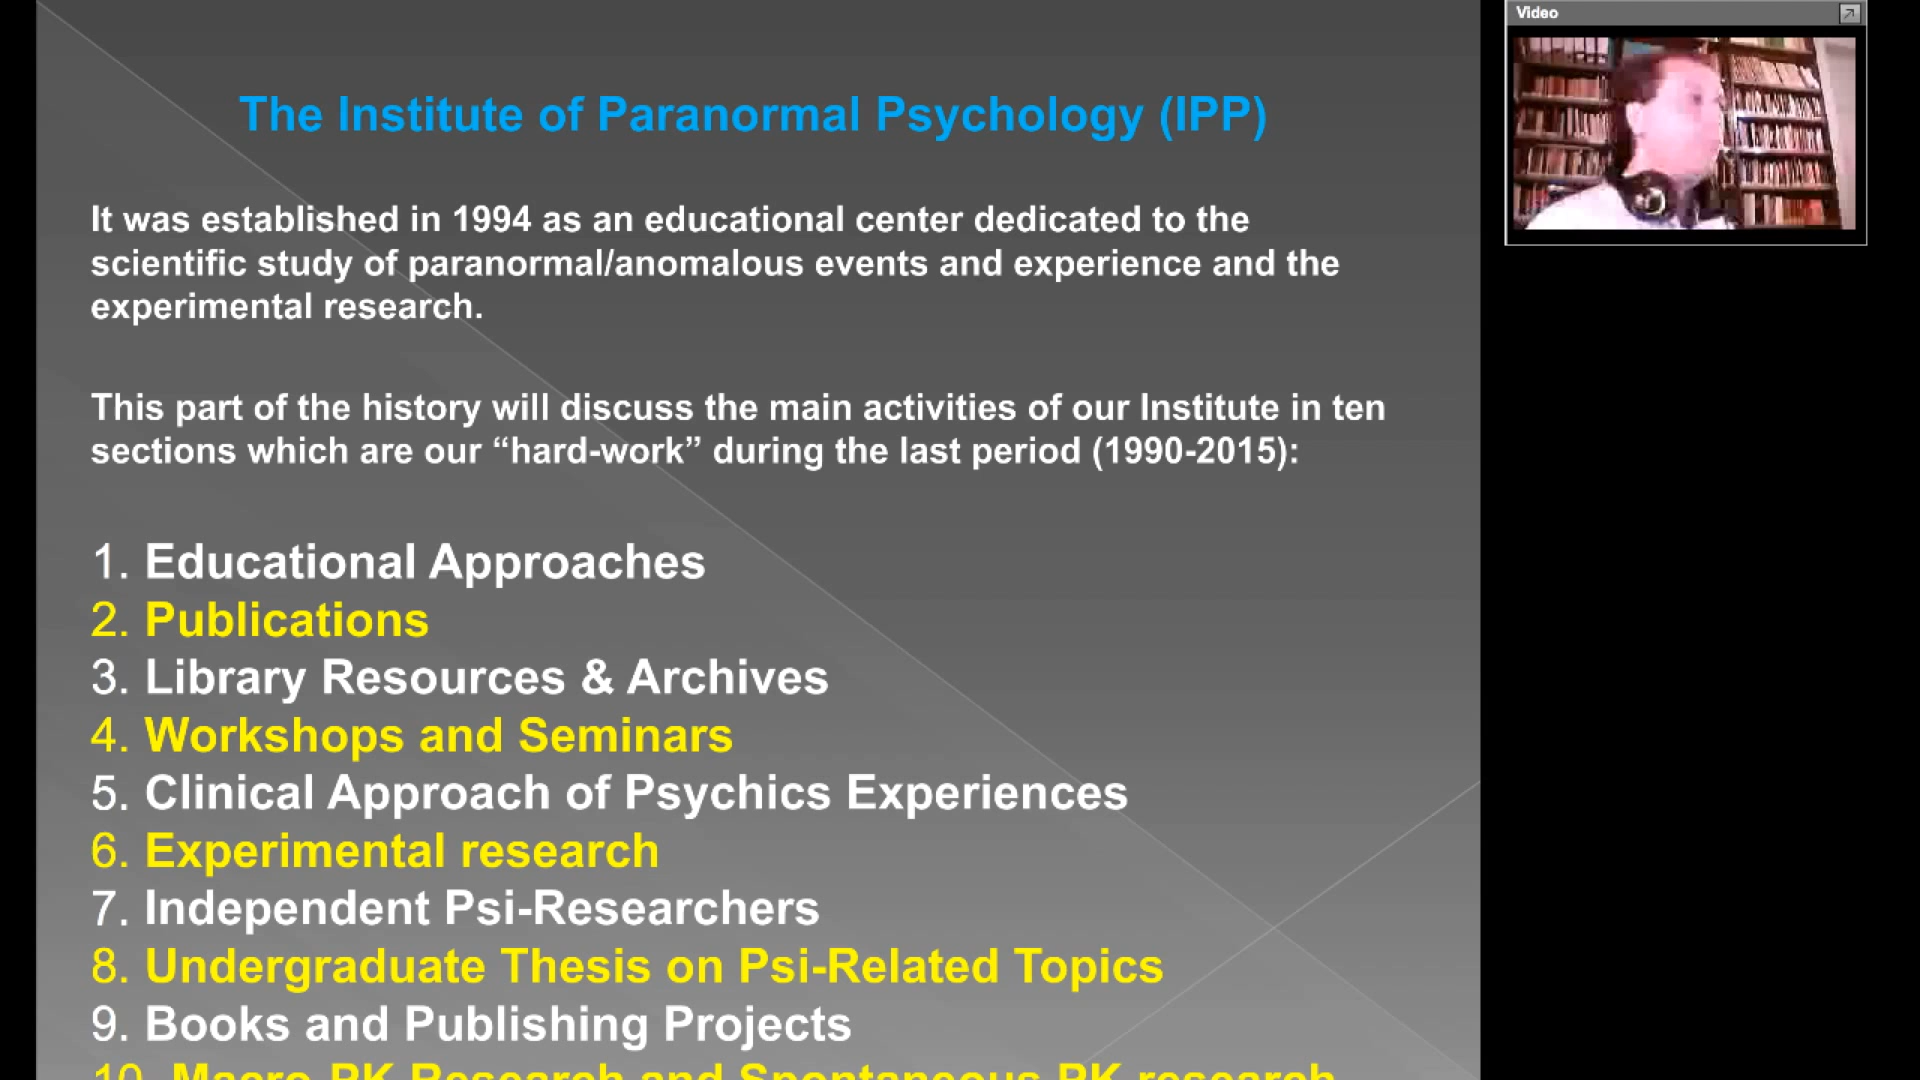 Video
The Institute of Paranormal Psychology (IPP)
It was established in 1994 as an educational center dedicated to the
scientific study of paranormal/anomalous events and experience and the
experimental research.
This part of the history will discuss the main activities of our Institute in ten
sections which are our “hard-work” during the last period (1990-2015):
1. Educational Approaches
2. Publications
3. Library Resources & Archives
4. Workshops and Seminars
5. Clinical Approach of Psychics Experiences
6. Experimental research
7. Independent Psi-Researchers
8. Undergraduate Thesis on Psi-Related Topics
9. Books and Publishing Projects
10. Macro-PK Research and Spontaneous PK research